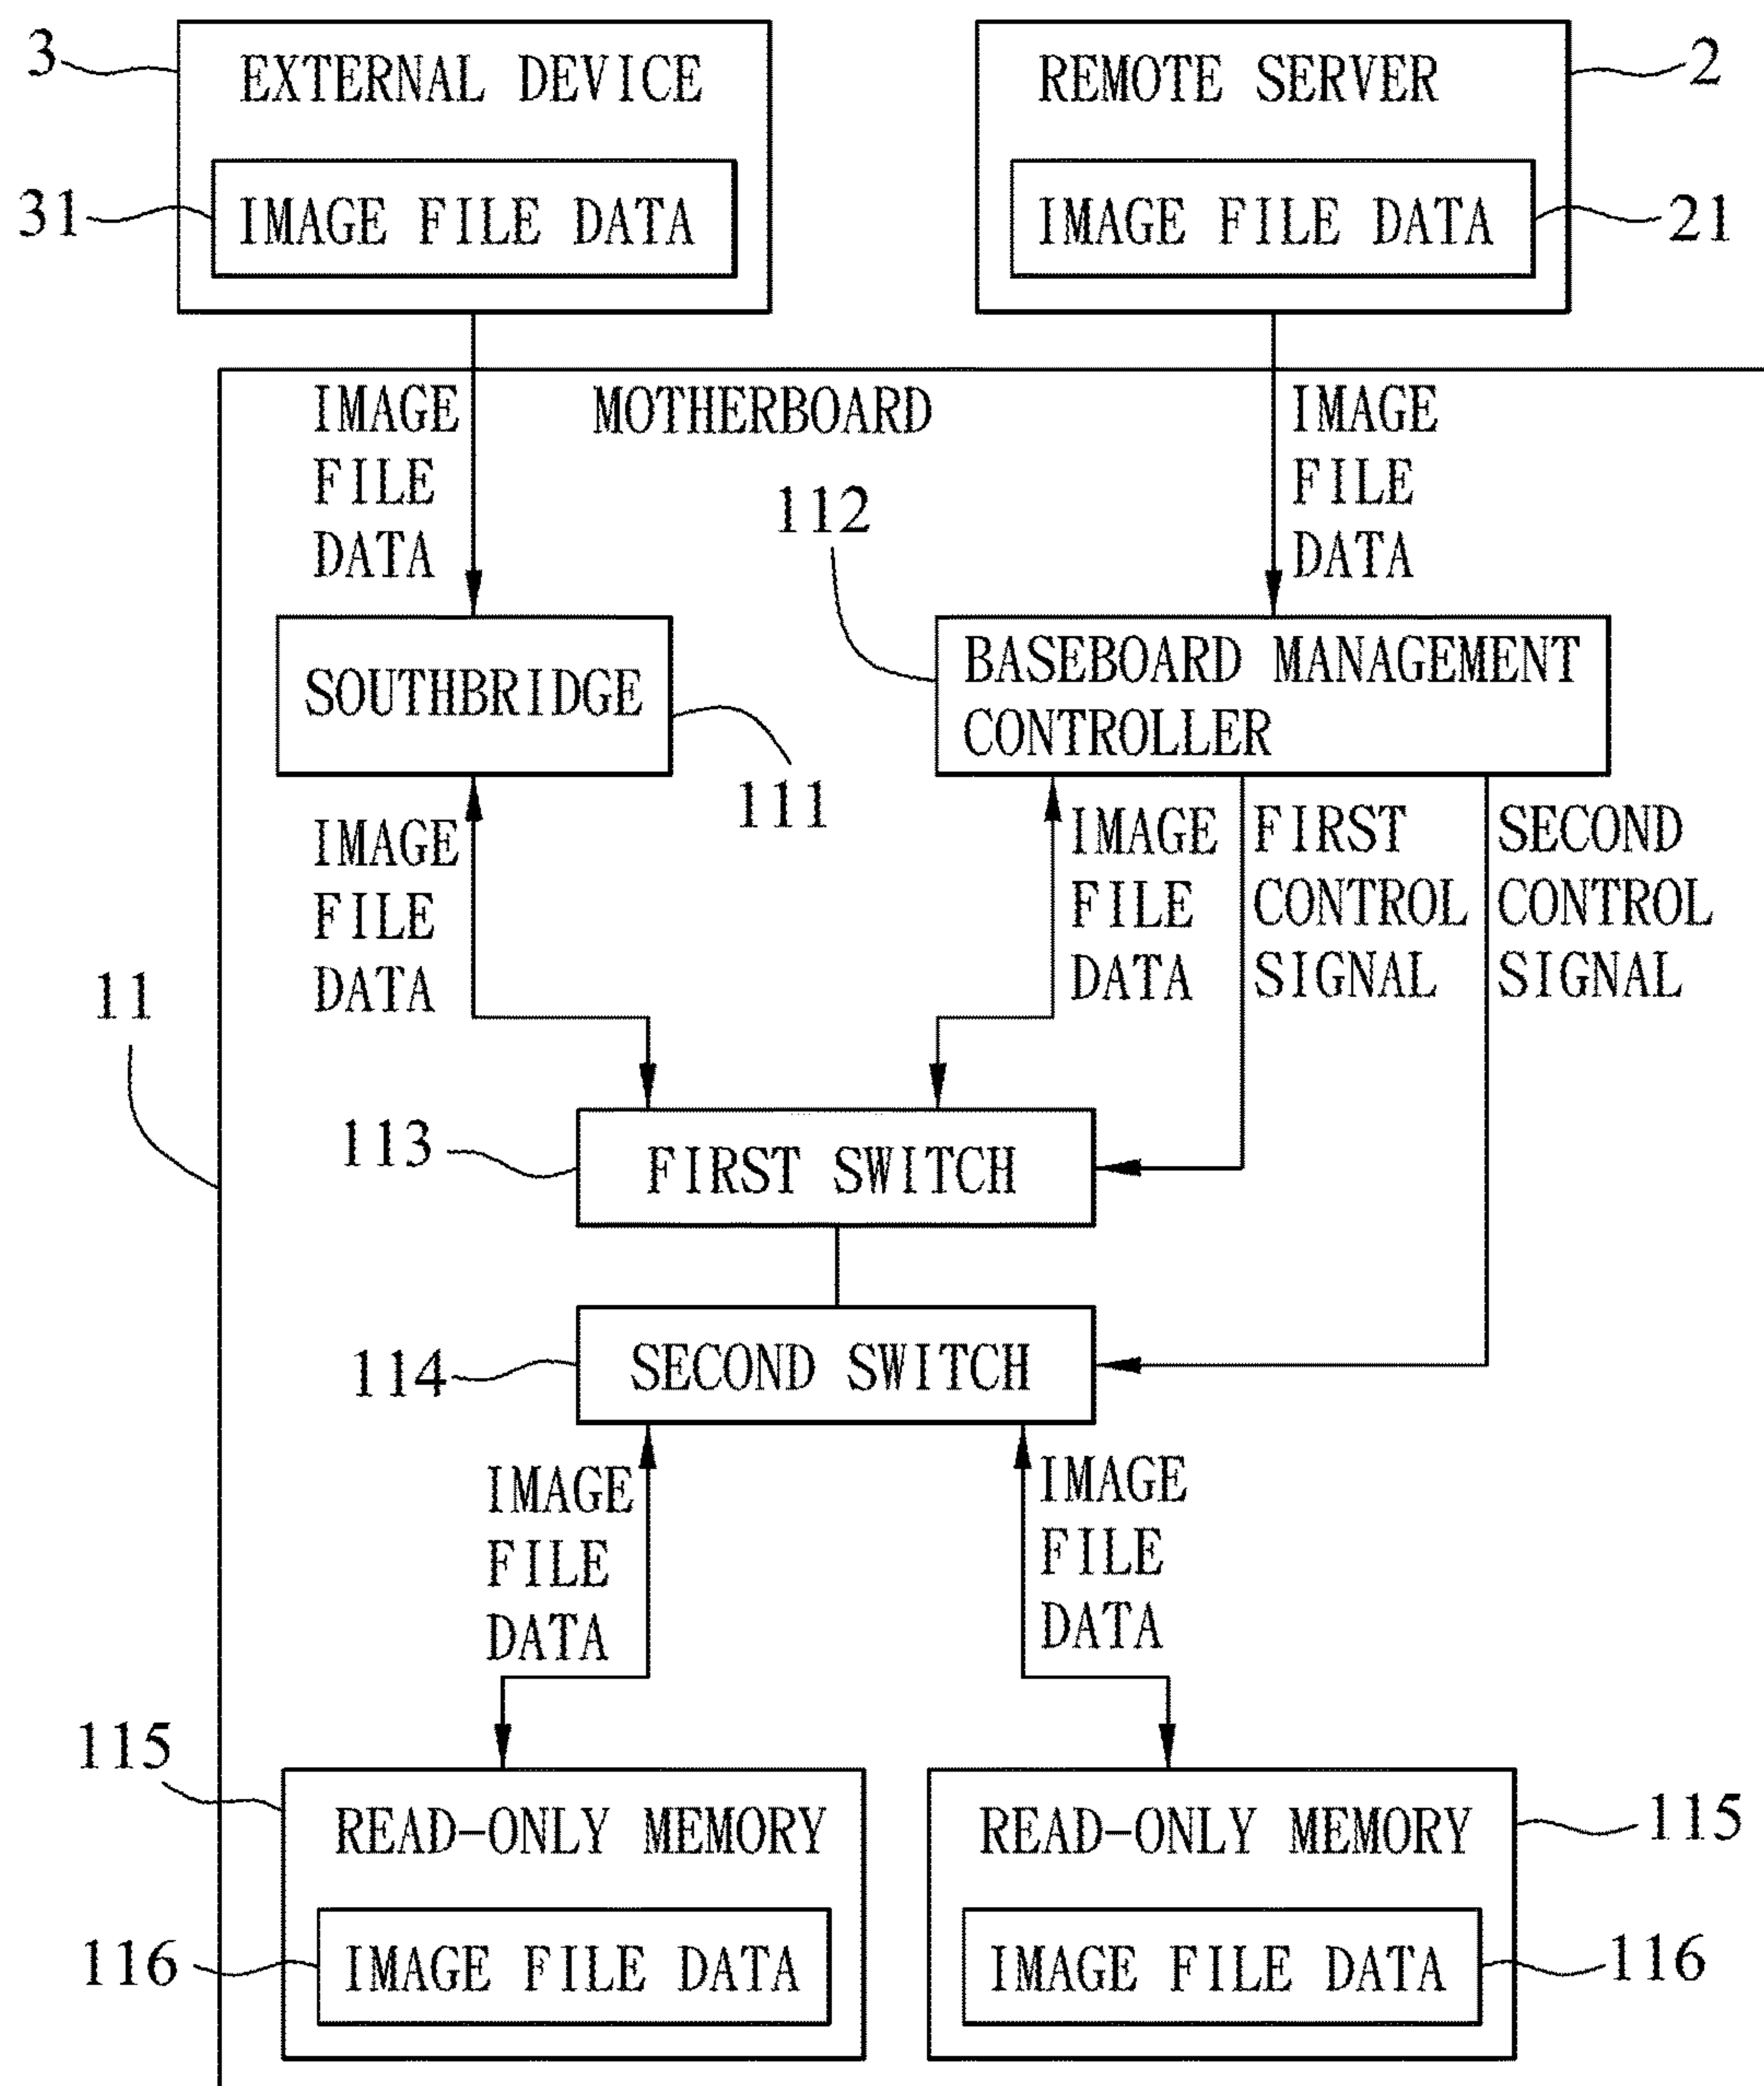 3
EXTERNAL DEVICE
31
IMAGE FILE DATA
REMOTE SERVER
2
IMAGE FILE DATA
21
MOTHERBOARD
IMAGE
FILE
DATA
IMAGE
FILE
DATA
112
SOUTHBRIDGE
111
BASEBOARD MANAGEMENT
CONTROLLER
IMAGE
FILE
DATA
IMAGE
FILE
DATA
FIRST
CONTROL
SIGNAL
SECOND
CONTROL
SIGNAL
11
113
FIRST SWITCH
114
SECOND SWITCH
IMAGE
FILE
DATA
IMAGE
FILE
DATA
115
READ-ONLY MEMORY
116
IMAGE FILE DATA
READ-ONLY MEMORY
115
IMAGE FILE DATA
116